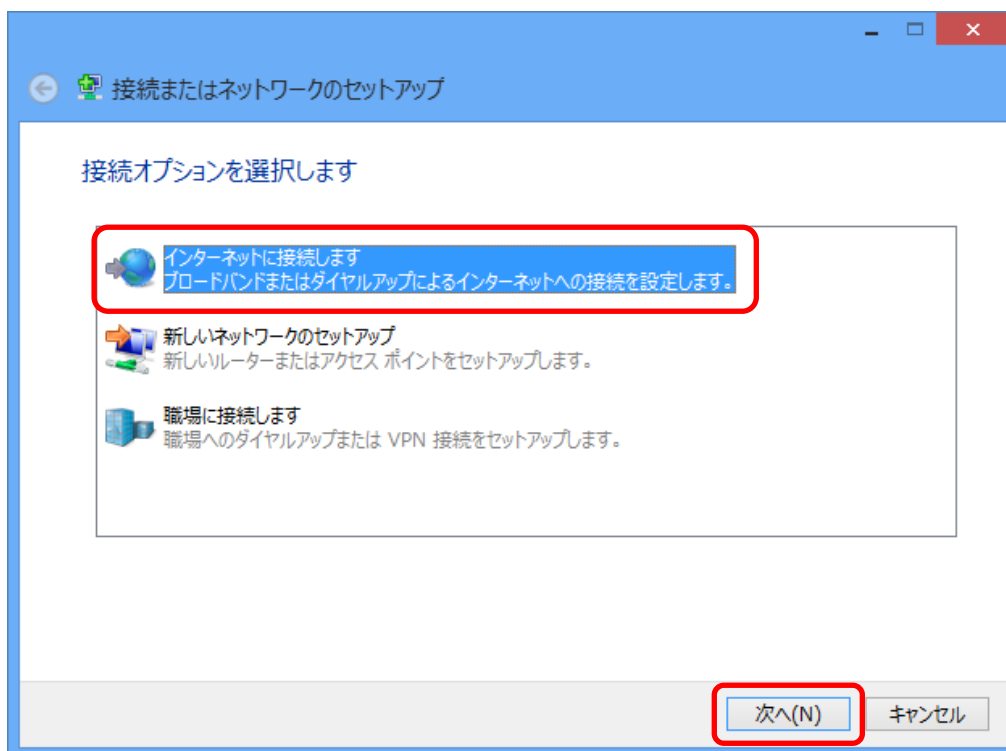 接続またはネットワークのセットアップ
接続オプションを選択します
インターネットに接続します
ブロードバンドまたはダイヤルアップによるインターネットへの接続を設定します。
新しいネットワークのセットアップ
新しいルーターまたはアクセス ポイントをセットアップします。
職場に接続します
職場へのダイヤルアップまたは VPN 接続をセットアップします。
次へ(N)
キャンセル